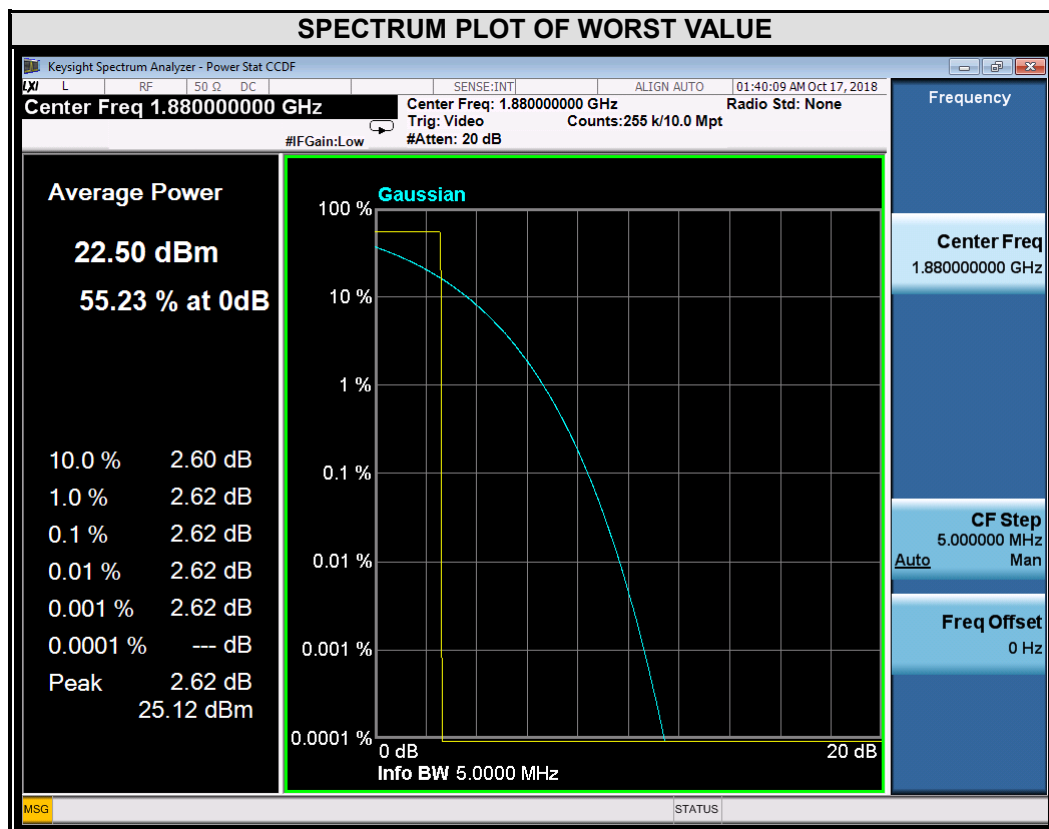 SPECTRUM PLOT OF WORST VALUE
Keysight Spectrum Analyzer - Power Stat CCDF
LXI L RF 50 Ω DC SENSE:INT ALIGN AUTO 01:40:09 AM Oct 17, 2018
Center Freq 1.880000000 GHz
#IFGain:Low
Center Freq: 1.880000000 GHz Radio Std: None
Trig: Video Counts:255 k/10.0 Mpt
#Atten: 20 dB
Average Power
22.50 dBm
55.23 % at 0dB
10.0 % 2.60 dB
1.0 % 2.62 dB
0.1 % 2.62 dB
0.01 % 2.62 dB
0.001 % 2.62 dB
0.0001 % --- dB
Peak 2.62 dB
25.12 dBm
Gaussian
100 %
10 %
1 %
0.1 %
0.01 %
0.001 %
0.0001 %
0 dB 20 dB
Info BW 5.0000 MHz
Frequency
Center Freq
1.880000000 GHz
CF Step
5.000000 MHz
Auto Man
Freq Offset
0 Hz
MSG STATUS